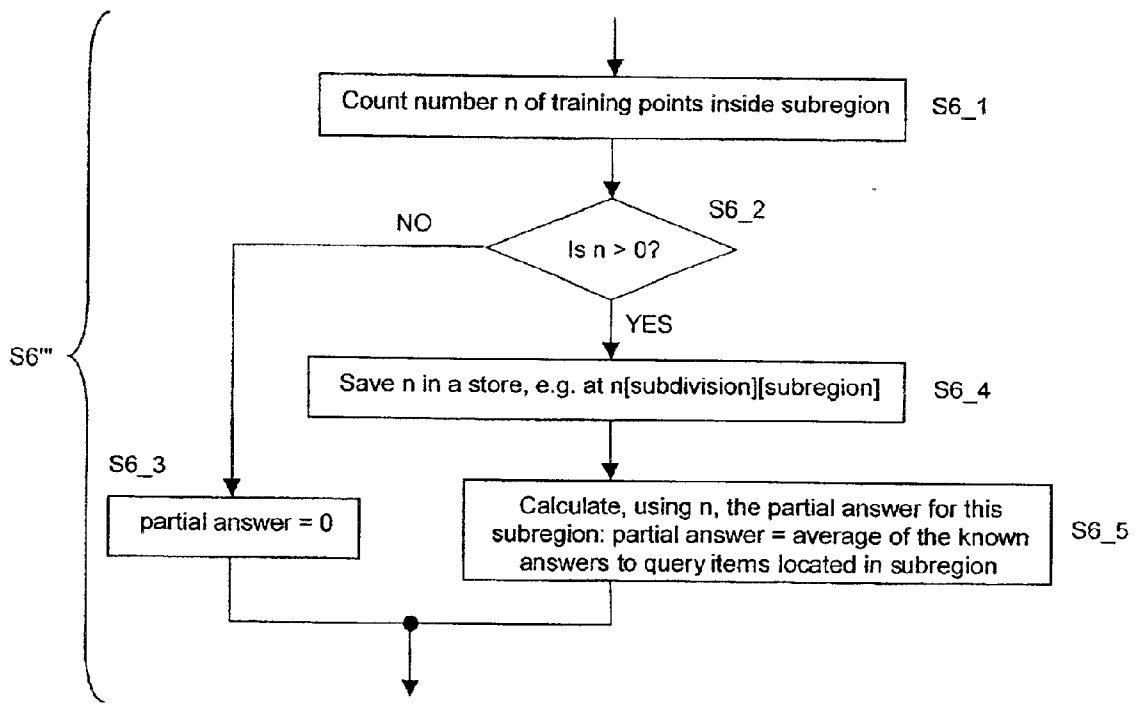 Count number n of training points inside subregion
S6_1
S6_2
NO
Is n > 0?
YES
S6'''
Save n in a store, e.g. at n[subdivision][subregion]
S6_4
S6_3
partial answer = 0
Calculate, using n, the partial answer for this
subregion: partial answer = average of the known
answers to query items located in subregion
S6_5